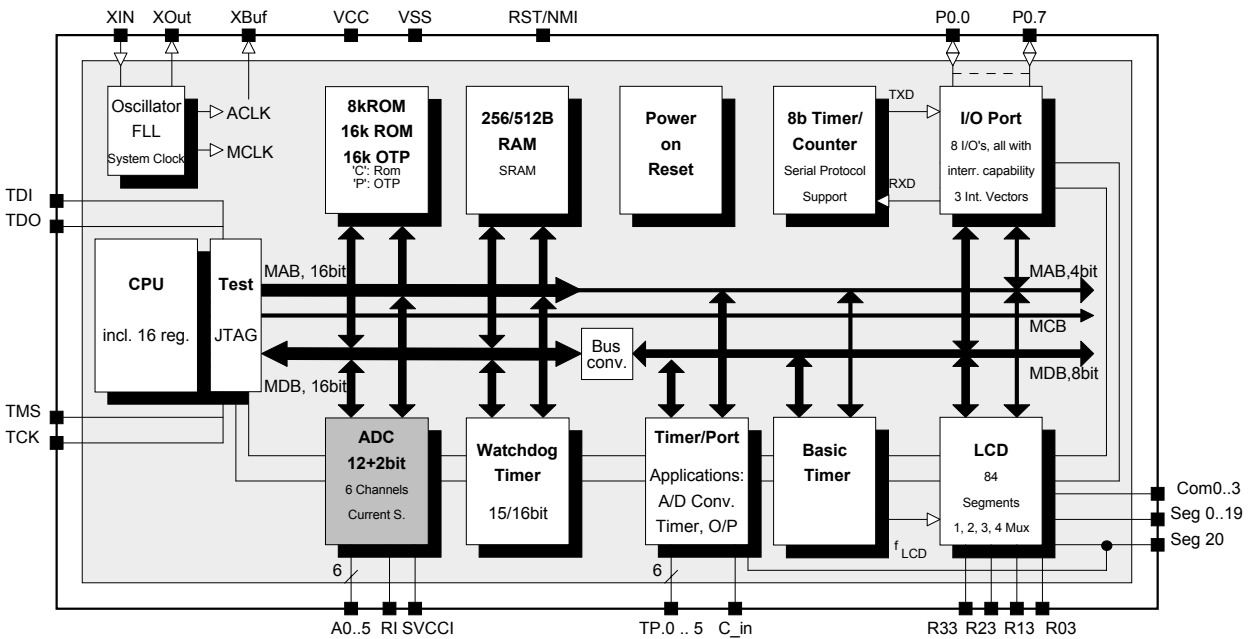 XIN
XOut
XBuf
VCC
VSS
RST/NMI
P0.0
P0.7
Oscillator
FLL
System Clock
ACLK
MCLK
8kROM
16k ROM
16k OTP
'C': Rom
'P': OTP
256/512B
RAM
SRAM
Power
on
Reset
8b Timer/
Counter
Serial Protocol
Support
TXD
RXD
I/O Port
8 I/O's, all with
interr. capability
3 Int. Vectors
TDI
TDO
CPU
incl. 16 reg.
Test
JTAG
MAB, 16bit
MAB,4bit
MCB
Bus
conv.
MDB, 16bit
MDB,8bit
TMS
TCK
ADC
12+2bit
6 Channels
Current S.
Watchdog
Timer
15/16bit
Timer/Port
Applications:
A/D Conv.
Timer, O/P
Basic
Timer
f LCD
LCD
84
Segments
1, 2, 3, 4 Mux
Com0..3
Seg 0..19
Seg 20
6
6
A0..5
RI
SVCCI
TP.0 .. 5
C_in
R33
R23
R13
R03